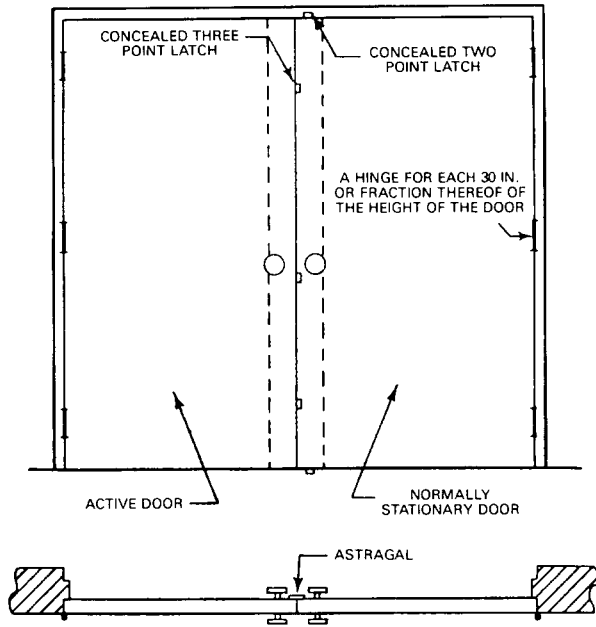 CONCEALED THREE
POINT LATCH
CONCEALED TWO
POINT LATCH
A HINGE FOR EACH 30 IN.
OR FRACTION THEREOF OF
THE HEIGHT OF THE DOOR
ACTIVE DOOR
NORMALLY
STATIONARY DOOR
ASTRAGAL